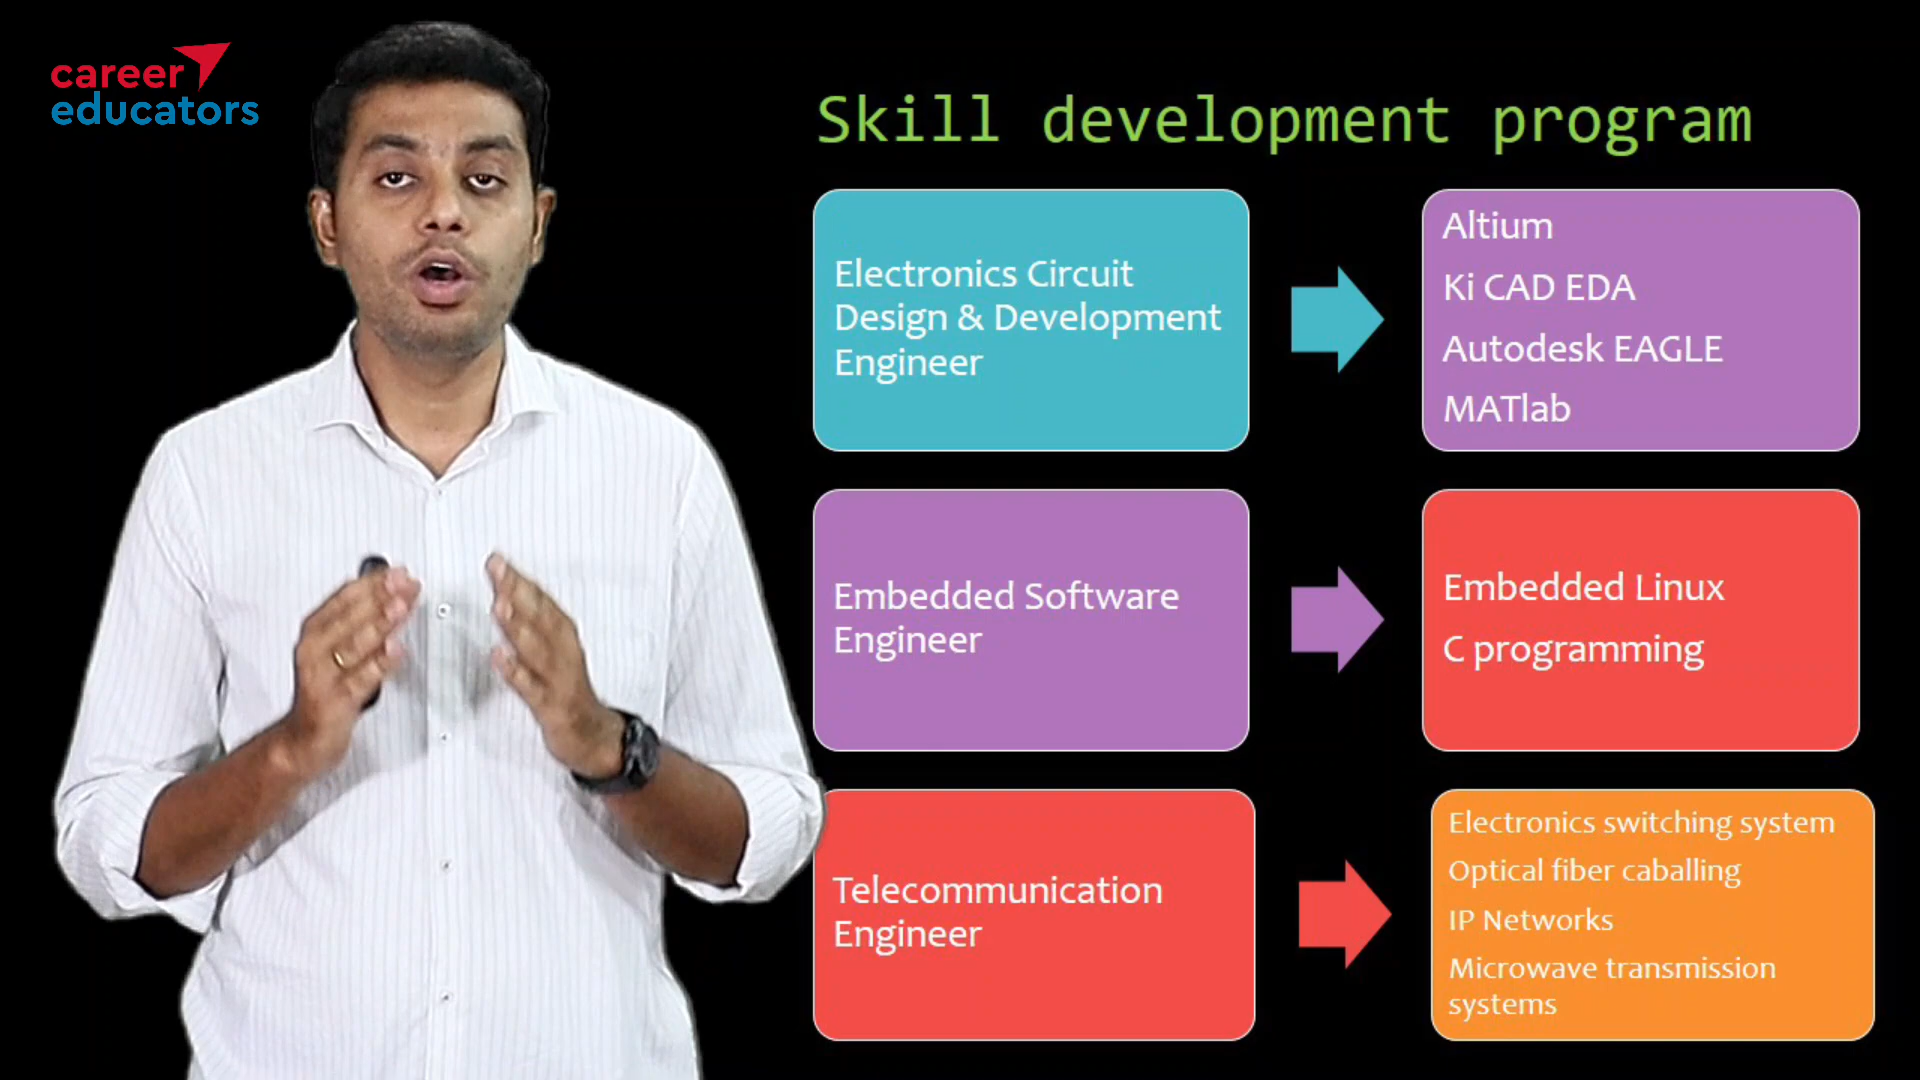 career
educators
Skill development program
Electronics Circuit
Design & Development
Engineer
Altium
Ki CAD EDA
Autodesk EAGLE
MATlab
Embedded Software
Engineer
Embedded Linux
C programming
Telecommunication
Engineer
Electronics switching system
Optical fiber caballing
IP Networks
Microwave transmission
systems